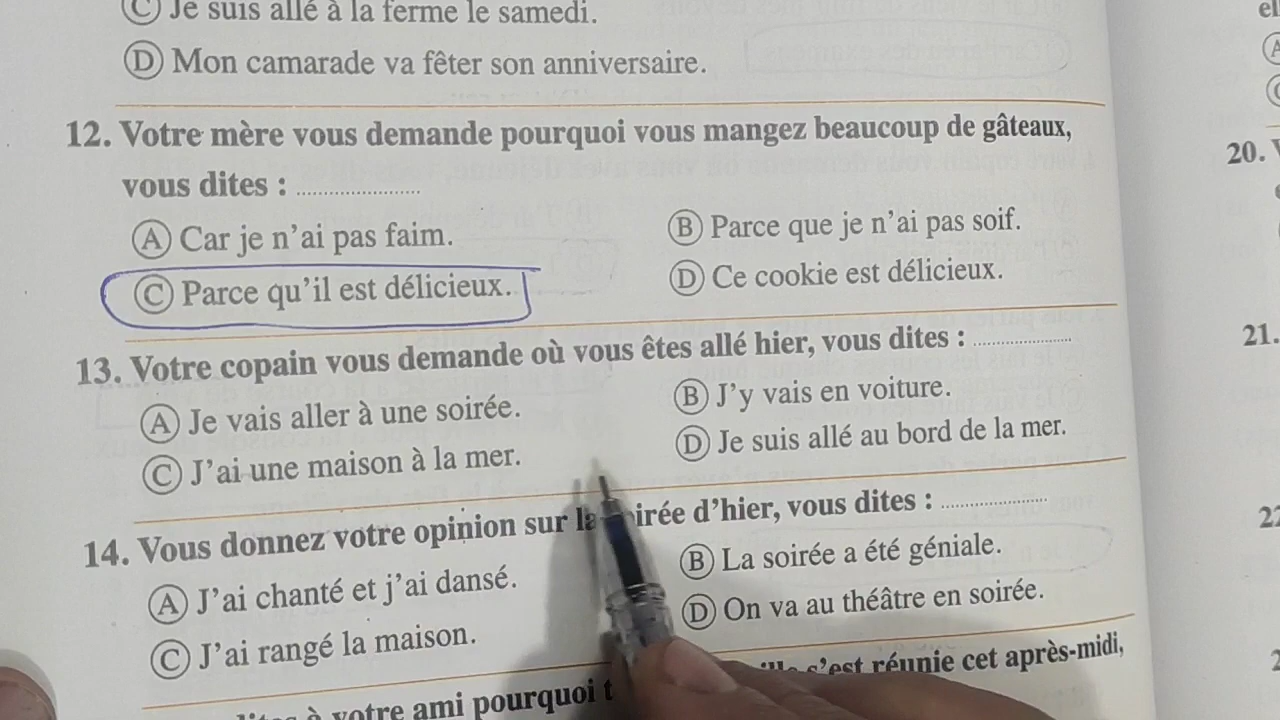 C Je suis allé à la ferme le samedi.
D Mon camarade va fêter son anniversaire.
12. Votre mère vous demande pourquoi vous mangez beaucoup de gâteaux,
vous dites : ....................
A Car je n'ai pas faim.
B Parce que je n'ai pas soif.
C Parce qu'il est délicieux.
D Ce cookie est délicieux.
13. Votre copain vous demande où vous êtes allé hier, vous dites : ....................
A Je vais aller à une soirée.
B J'y vais en voiture.
C J'ai une maison à la mer.
D Je suis allé au bord de la mer.
14. Vous donnez votre opinion sur la soirée d'hier, vous dites : ....................
A J'ai chanté et j'ai dansé.
B La soirée a été géniale.
C J'ai rangé la maison.
D On va au théâtre en soirée.
s'est réunie cet après-midi,
à votre ami pourquoi
20.
21.